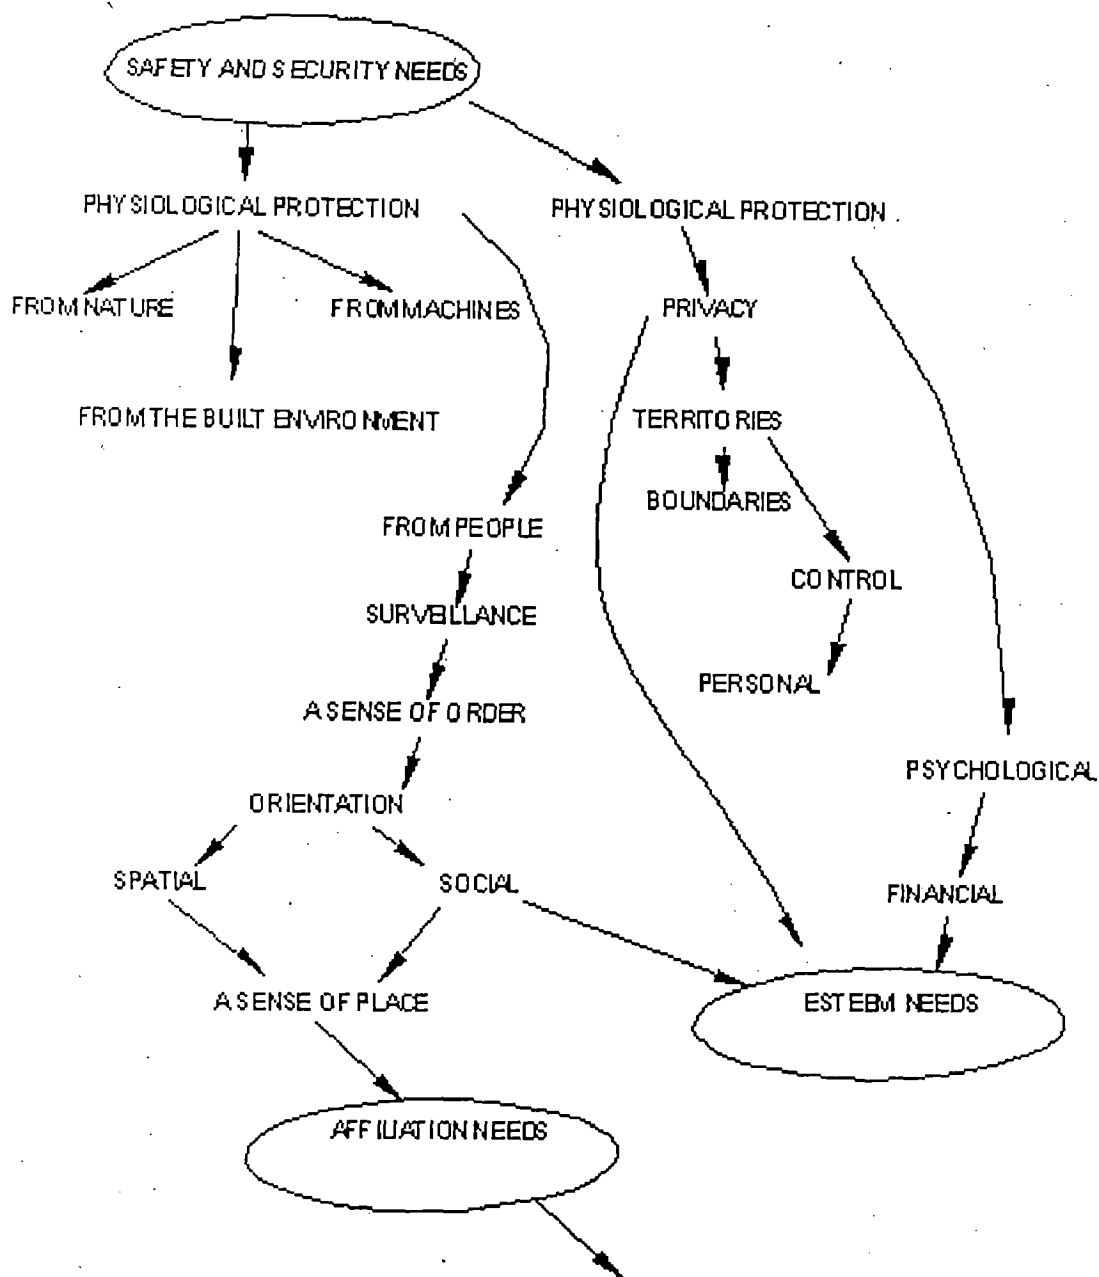 SAFETY AND SECURITY NEEDS
PHYSIOLOGICAL PROTECTION
PHYSIOLOGICAL PROTECTION
FROM NATURE
FROM MACHINES
PRIVACY
FROM THE BUILT ENVIRONMENT
TERRITORIES
BOUNDARIES
FROM PEOPLE
CONTROL
SURVEILLANCE
PERSONAL
A SENSE OF ORDER
PSYCHOLOGICAL
ORIENTATION
SPATIAL
SOCIAL
FINANCIAL
A SENSE OF PLACE
ESTEEM NEEDS
AFFILIATION NEEDS